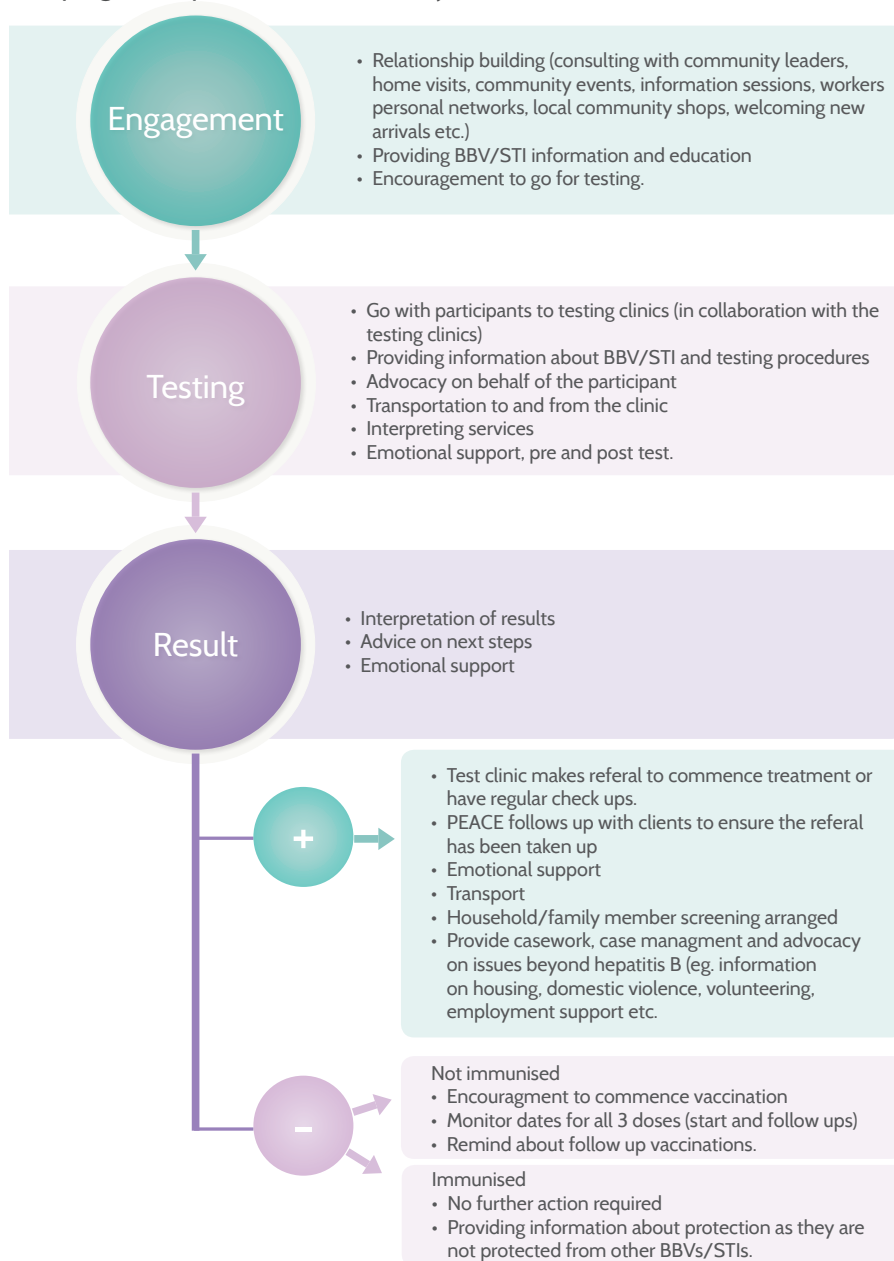 Engagement
• Relationship building (consulting with community leaders,
home visits, community events, information sessions, workers
personal networks, local community shops, welcoming new
arrivals etc.)
• Providing BBV/STI information and education
• Encouragement to go for testing.
Testing
• Go with participants to testing clinics (in collaboration with the
testing clinics)
• Providing information about BBV/STI and testing procedures
• Advocacy on behalf of the participant
• Transportation to and from the clinic
• Interpreting services
• Emotional support, pre and post test.
Result
• Interpretation of results
• Advice on next steps
• Emotional support
+
• Test clinic makes referal to commence treatment or
have regular check ups.
• PEACE follows up with clients to ensure the referal
has been taken up
• Emotional support
• Transport
• Household/family member screening arranged
• Provide casework, case managment and advocacy
on issues beyond hepatitis B (eg. information
on housing, domestic violence, volunteering,
employment support etc.
–
Not immunised
• Encouragment to commence vaccination
• Monitor dates for all 3 doses (start and follow ups)
• Remind about follow up vaccinations.
Immunised
• No further action required
• Providing information about protection as they are
not protected from other BBVs/STIs.